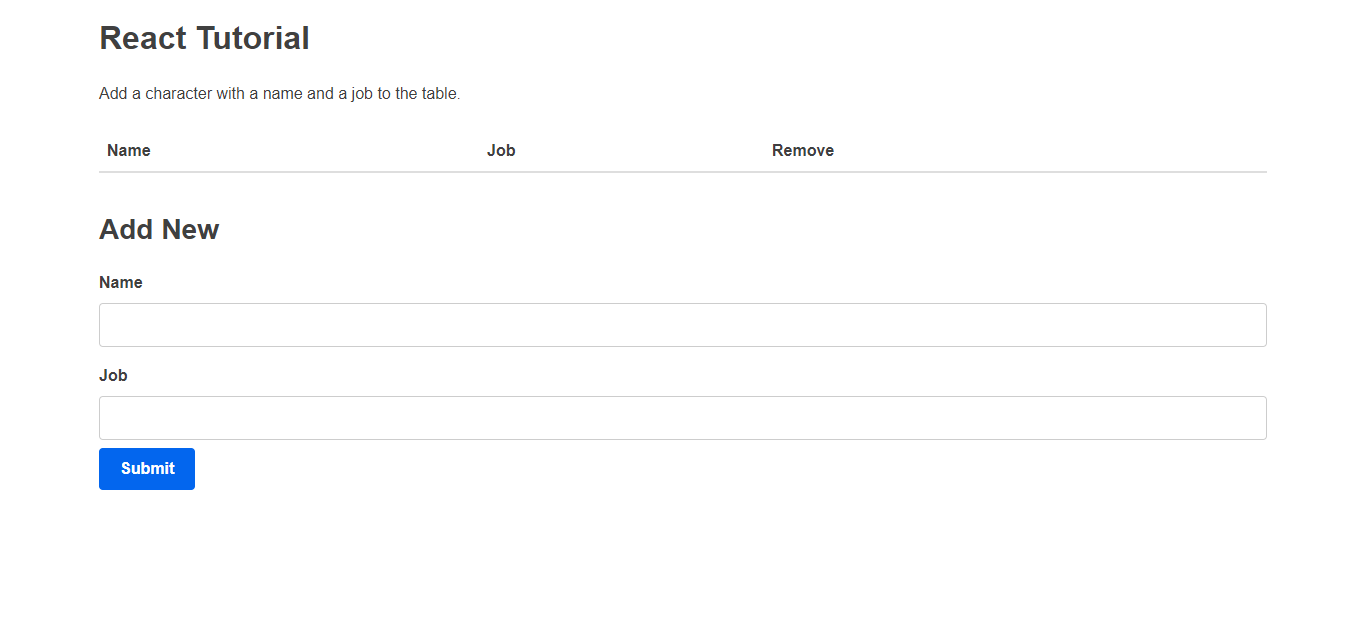 React Tutorial
Add a character with a name and a job to the table.
Name Job Remove
Add New
Name
Job
Submit